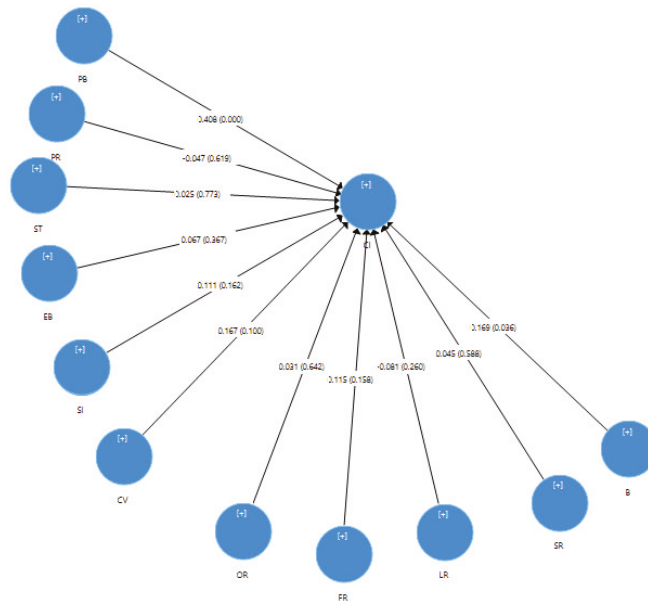 [+]
PB
0.408 (0.000)
[+]
PR
-0.047 (0.619)
[+]
ST
0.025 (0.773)
[+]
CI
[+]
EB
0.067 (0.367)
[+]
SI
0.111 (0.162)
[+]
CV
0.167 (0.100)
[+]
OR
0.031 (0.642)
[+]
FR
0.115 (0.158)
[+]
LR
-0.081 (0.260)
[+]
SR
0.045 (0.588)
[+]
B
0.169 (0.036)